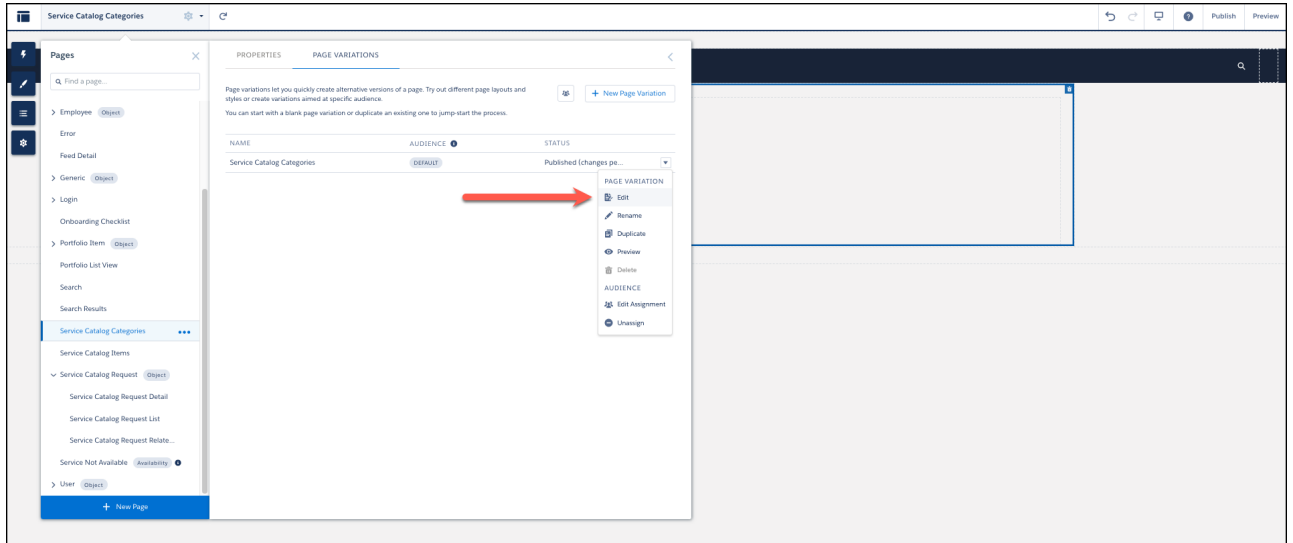 Service Catalog Categories
Publish
Preview
Pages
Find a page...
Employee Object
Error
Feed Detail
Generic Object
Login
Onboarding Checklist
Portfolio Item Object
Portfolio List View
Search
Search Results
Service Catalog Categories
Service Catalog Items
Service Catalog Request Object
Service Catalog Request Detail
Service Catalog Request List
Service Catalog Request Relate...
Service Not Available Availability
User Object
+ New Page
PROPERTIES
PAGE VARIATIONS
Page variations let you quickly create alternative versions of a page. Try out different page layouts and
styles or create variations aimed at specific audience.
You can start with a blank page variation or duplicate an existing one to jump-start the process.
+ New Page Variation
NAME AUDIENCE STATUS
Service Catalog Categories DEFAULT Published (changes pe...
PAGE VARIATION
Edit
Rename
Duplicate
Preview
Delete
AUDIENCE
Edit Assignment
Unassign